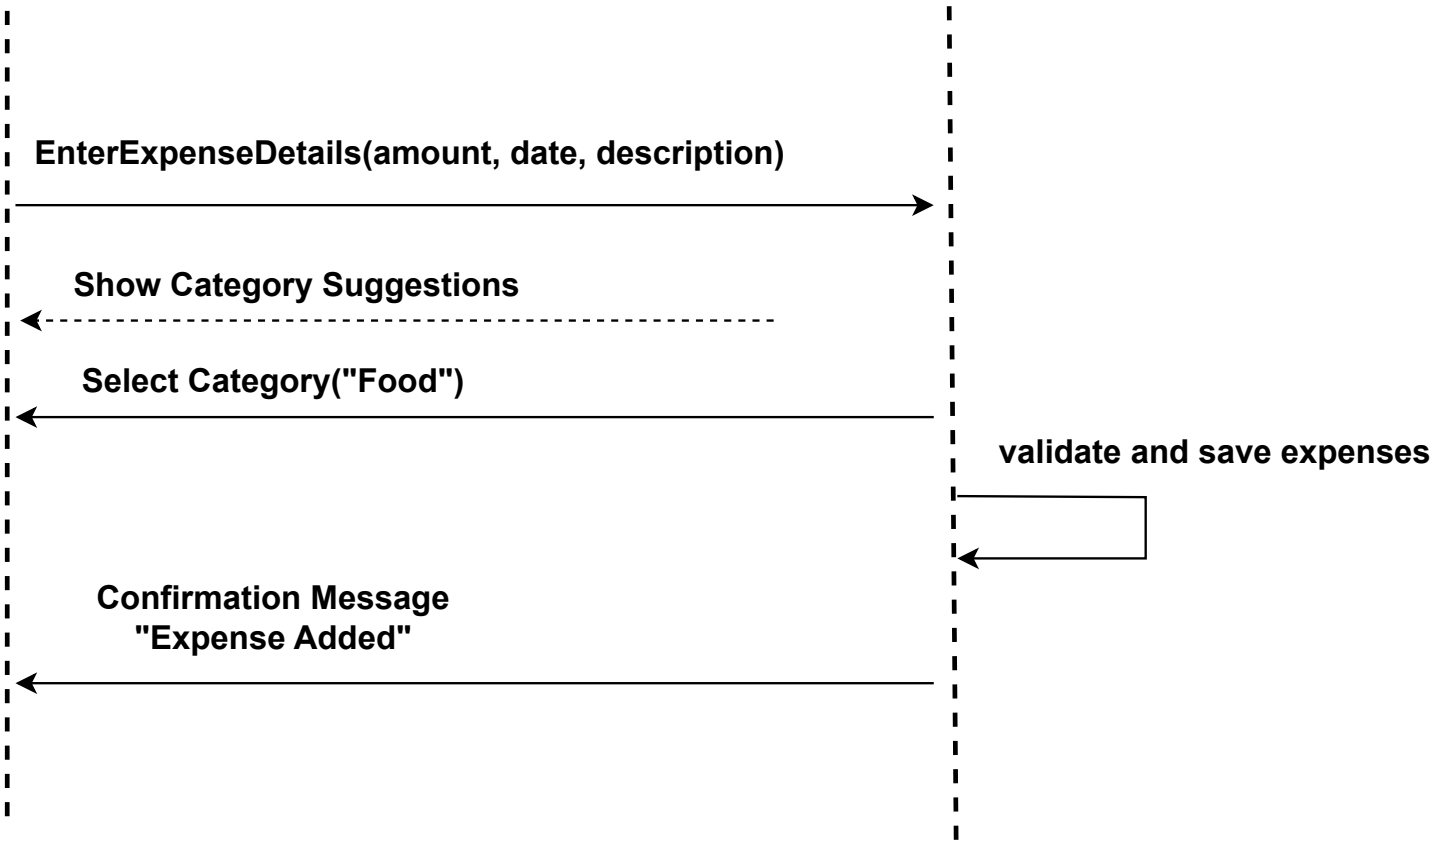 EnterExpenseDetails(amount, date, description)
Show Category Suggestions
Select Category("Food")
validate and save expenses
Confirmation Message
"Expense Added"